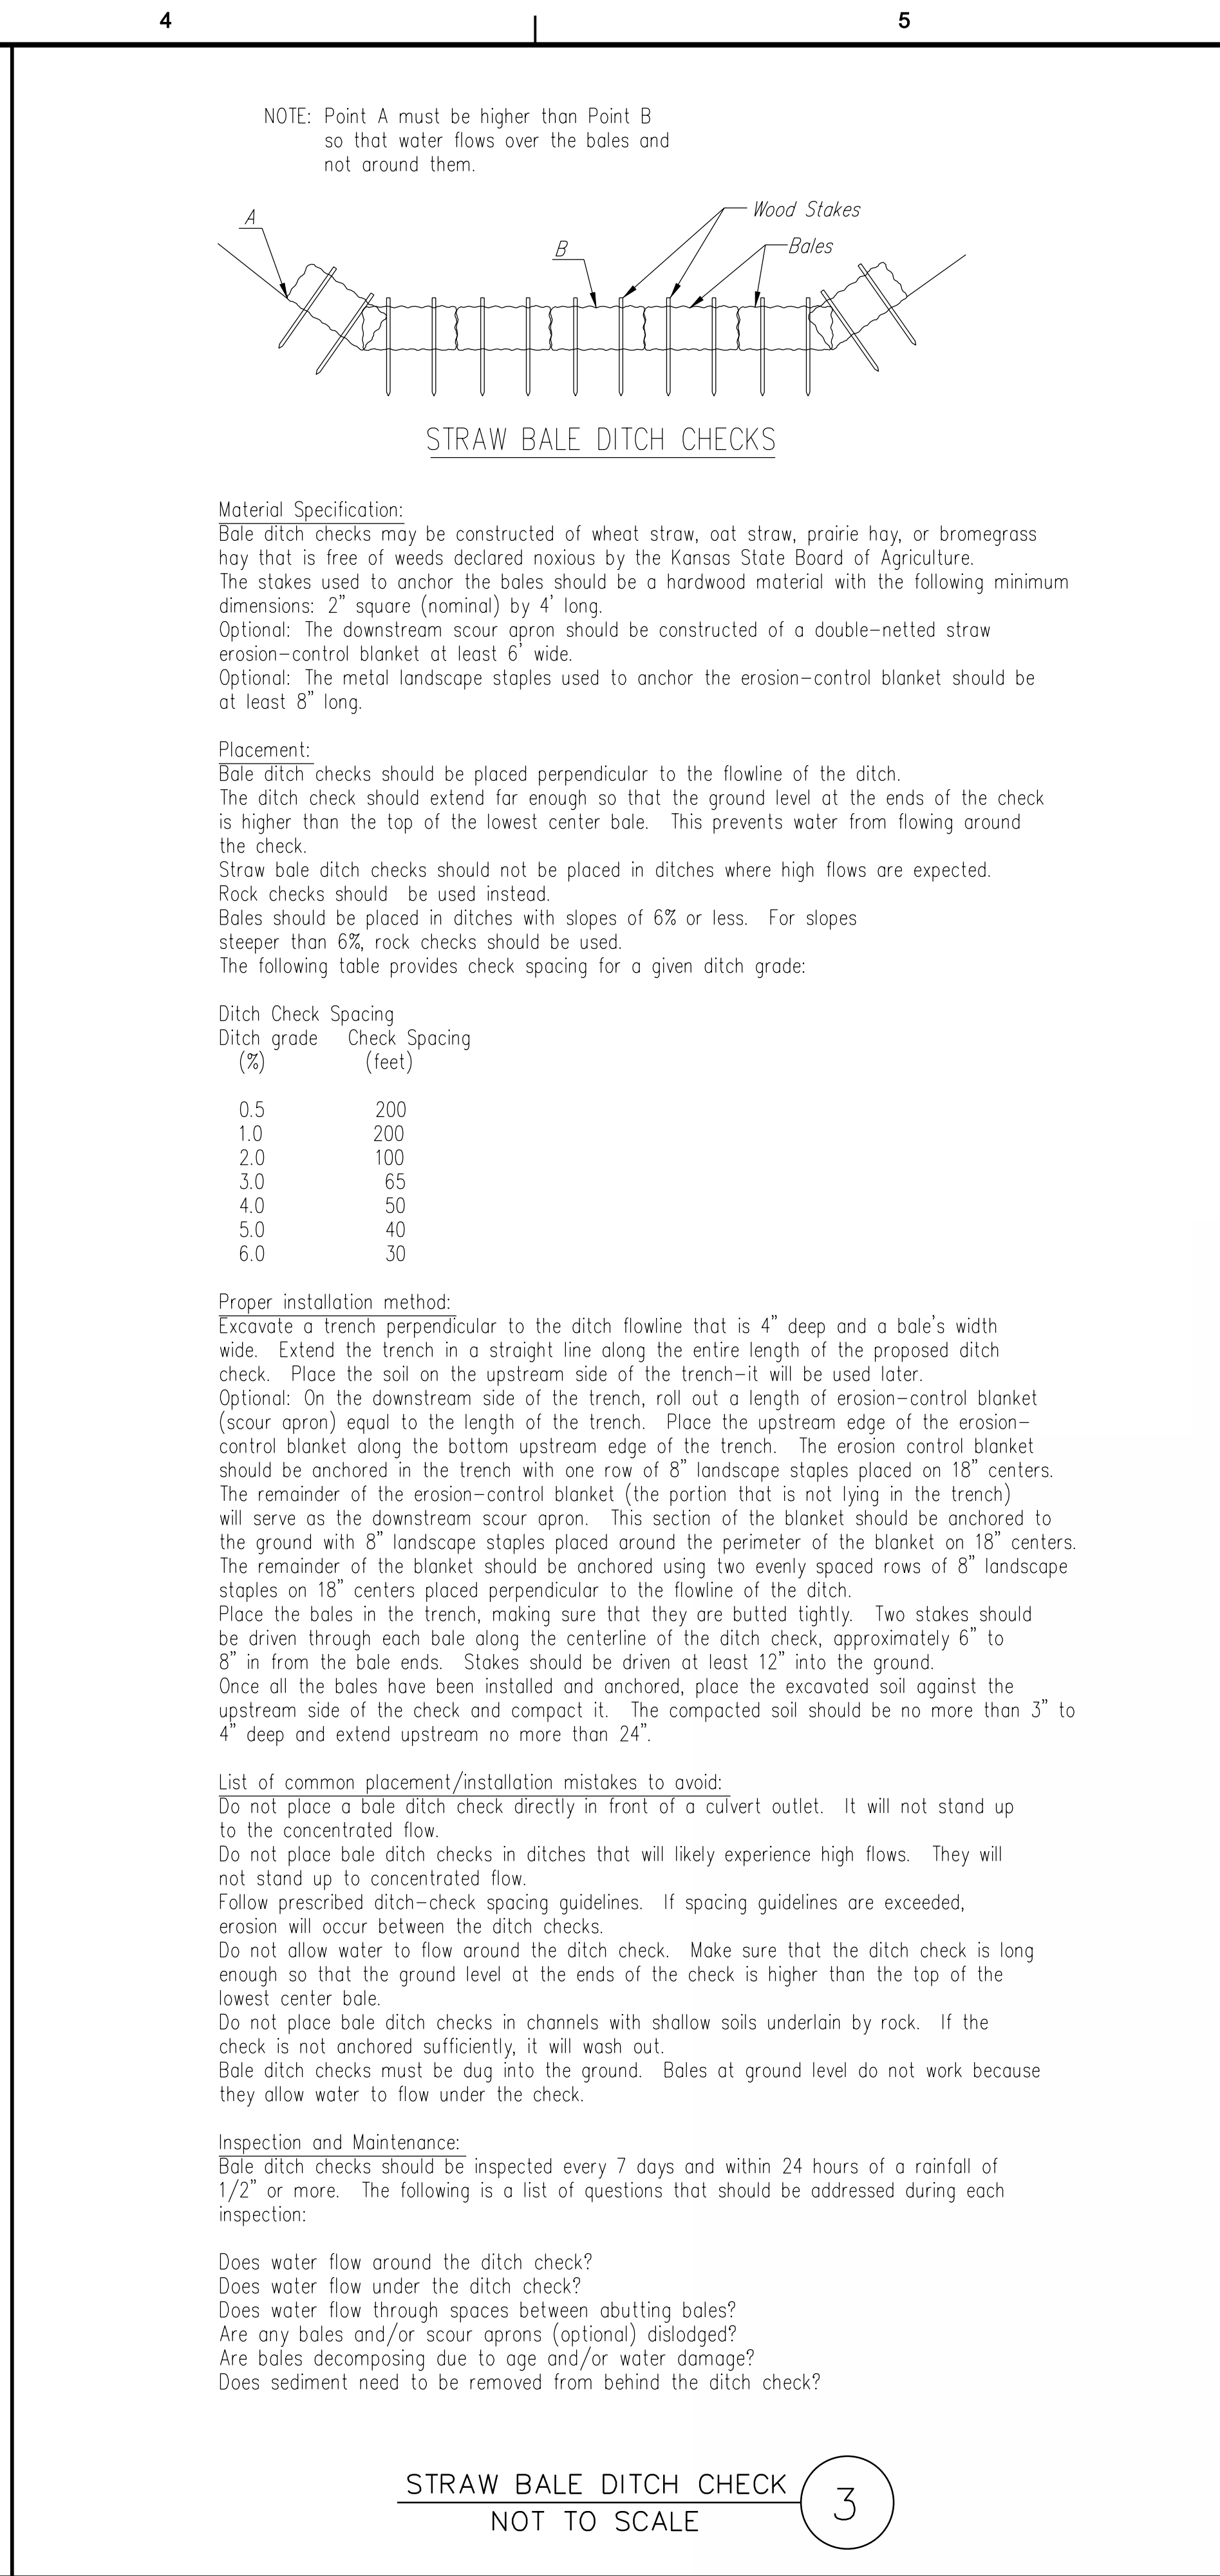 4 5
NOTE: Point A must be higher than Point B
so that water flows over the bales and
not around them.
A
Wood Stakes
B
Bales
STRAW BALE DITCH CHECKS
Material Specification:
Bale ditch checks may be constructed of wheat straw, oat straw, prairie hay, or bromegrass
hay that is free of weeds declared noxious by the Kansas State Board of Agriculture.
The stakes used to anchor the bales should be a hardwood material with the following minimum
dimensions: 2" square (nominal) by 4' long.
Optional: The downstream scour apron should be constructed of a double-netted straw
erosion-control blanket at least 6' wide.
Optional: The metal landscape staples used to anchor the erosion-control blanket should be
at least 8" long.
Placement:
Bale ditch checks should be placed perpendicular to the flowline of the ditch.
The ditch check should extend far enough so that the ground level at the ends of the check
is higher than the top of the lowest center bale. This prevents water from flowing around
the check.
Straw bale ditch checks should not be placed in ditches where high flows are expected.
Rock checks should be used instead.
Bales should be placed in ditches with slopes of 6% or less. For slopes
steeper than 6%, rock checks should be used.
The following table provides check spacing for a given ditch grade:
Ditch Check Spacing
Ditch grade Check Spacing
(%) (feet)
0.5 200
1.0 200
2.0 100
3.0 65
4.0 50
5.0 40
6.0 30
Proper installation method:
Excavate a trench perpendicular to the ditch flowline that is 4" deep and a bale's width
wide. Extend the trench in a straight line along the entire length of the proposed ditch
check. Place the soil on the upstream side of the trench-it will be used later.
Optional: On the downstream side of the trench, roll out a length of erosion-control blanket
(scour apron) equal to the length of the trench. Place the upstream edge of the erosion-
control blanket along the bottom upstream edge of the trench. The erosion control blanket
should be anchored in the trench with one row of 8" landscape staples placed on 18" centers.
The remainder of the erosion-control blanket (the portion that is not lying in the trench)
will serve as the downstream scour apron. This section of the blanket should be anchored to
the ground with 8" landscape staples placed around the perimeter of the blanket on 18" centers.
The remainder of the blanket should be anchored using two evenly spaced rows of 8" landscape
staples on 18" centers placed perpendicular to the flowline of the ditch.
Place the bales in the trench, making sure that they are butted tightly. Two stakes should
be driven through each bale along the centerline of the ditch check, approximately 6" to
8" in from the bale ends. Stakes should be driven at least 12" into the ground.
Once all the bales have been installed and anchored, place the excavated soil against the
upstream side of the check and compact it. The compacted soil should be no more than 3" to
4" deep and extend upstream no more than 24".
List of common placement/installation mistakes to avoid:
Do not place a bale ditch check directly in front of a culvert outlet. It will not stand up
to the concentrated flow.
Do not place bale ditch checks in ditches that will likely experience high flows. They will
not stand up to concentrated flow.
Follow prescribed ditch-check spacing guidelines. If spacing guidelines are exceeded,
erosion will occur between the ditch checks.
Do not allow water to flow around the ditch check. Make sure that the ditch check is long
enough so that the ground level at the ends of the check is higher than the top of the
lowest center bale.
Do not place bale ditch checks in channels with shallow soils underlain by rock. If the
check is not anchored sufficiently, it will wash out.
Bale ditch checks must be dug into the ground. Bales at ground level do not work because
they allow water to flow under the check.
Inspection and Maintenance:
Bale ditch checks should be inspected every 7 days and within 24 hours of a rainfall of
1/2" or more. The following is a list of questions that should be addressed during each
inspection:
Does water flow around the ditch check?
Does water flow under the ditch check?
Does water flow through spaces between abutting bales?
Are any bales and/or scour aprons (optional) dislodged?
Are bales decomposing due to age and/or water damage?
Does sediment need to be removed from behind the ditch check?
STRAW BALE DITCH CHECK
3
NOT TO SCALE